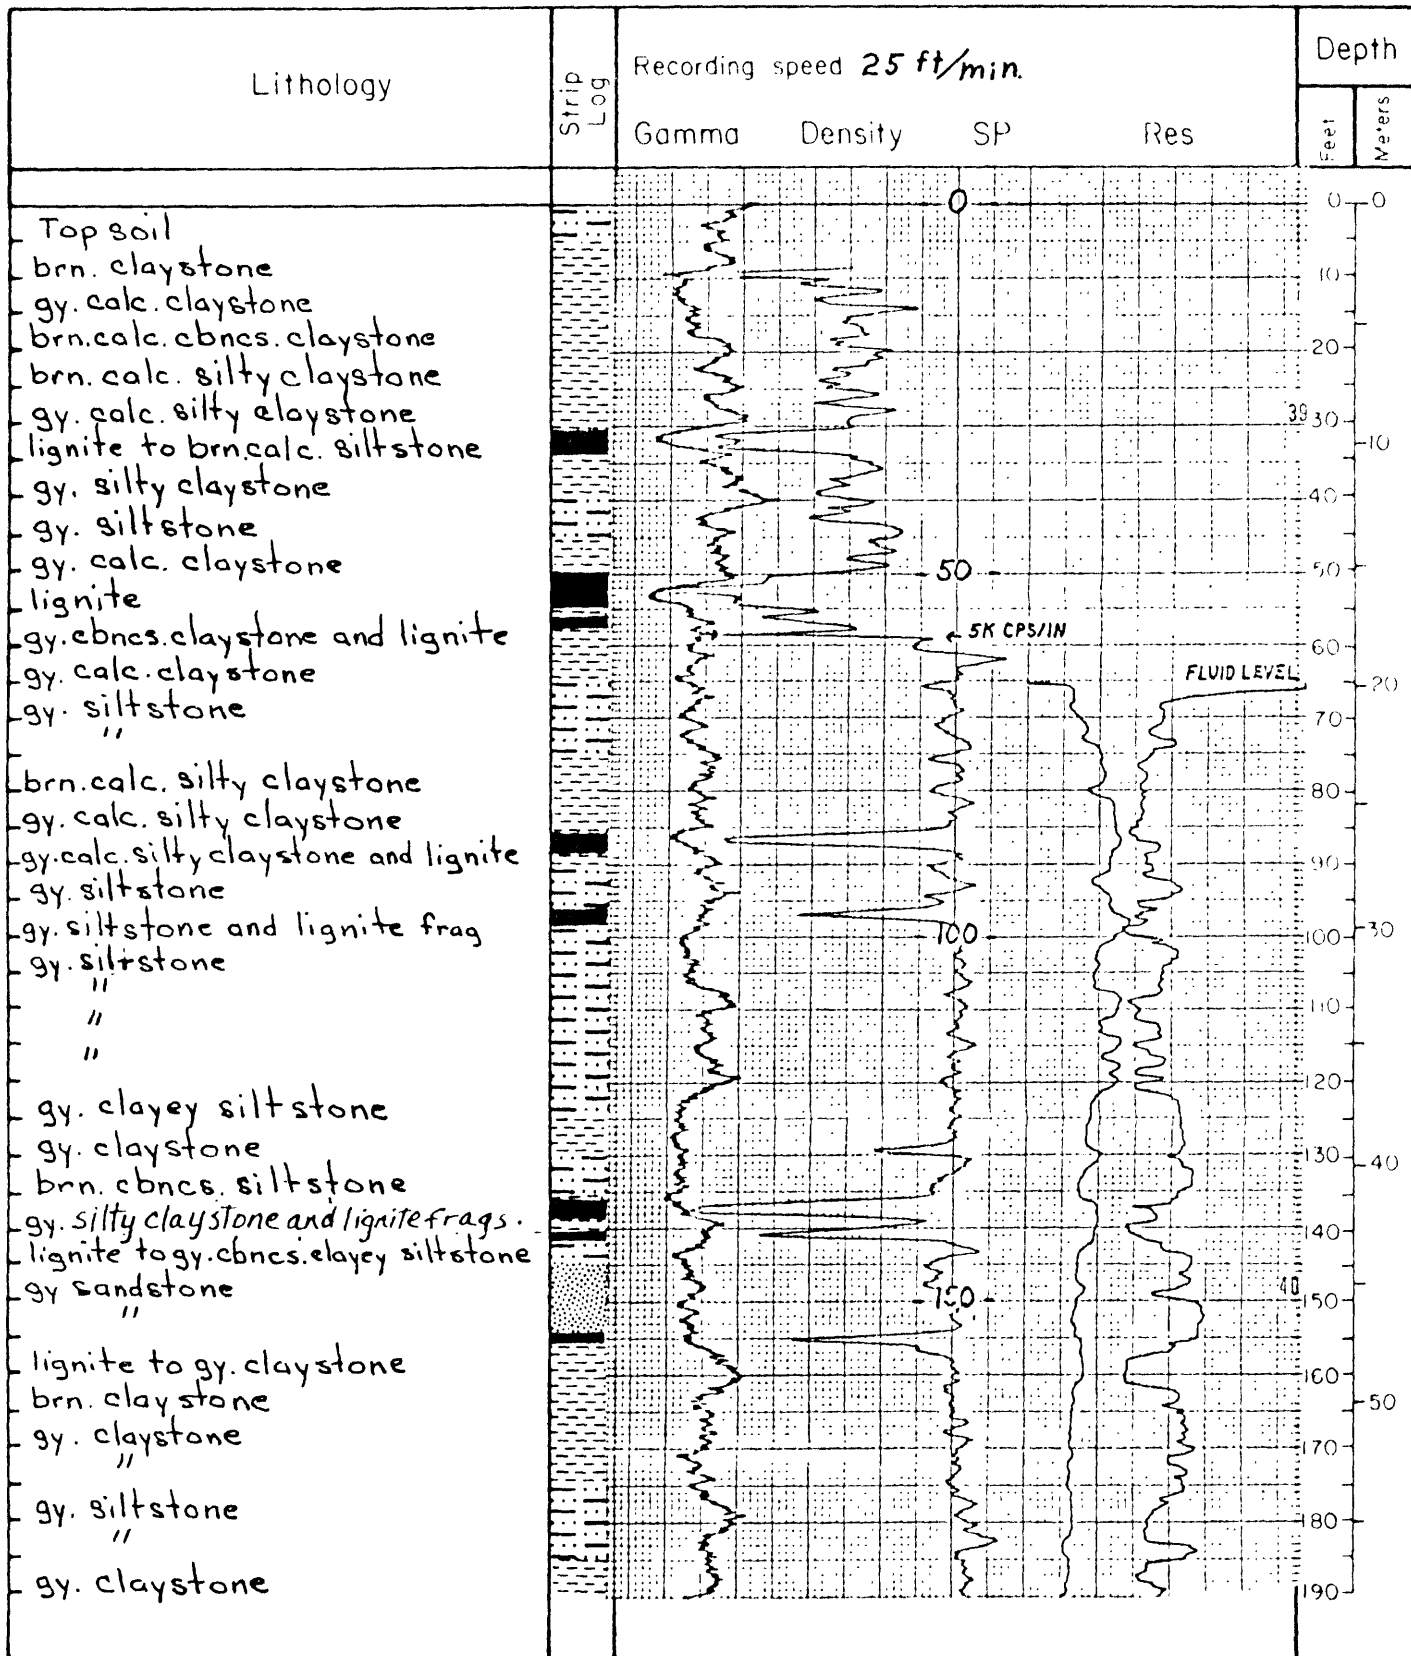 Lithology
Strip Log
Recording speed 25 ft/min.
Gamma Density SP Res
Depth
Feet
Meters
0
0 0
Top soil
brn. claystone
10
gy. calc. claystone
brn. calc. cbncs. claystone
20
brn. calc. silty claystone
gy. calc. silty claystone
39 30
lignite to brn. calc. siltstone
10
gy. silty claystone
40
gy. siltstone
gy. calc. claystone
50
50
lignite
gy. cbncs. claystone and lignite
5K CPS/IN
60
gy. calc. claystone
FLUID LEVEL
20
gy. siltstone
70
"
brn. calc. silty claystone
80
gy. calc. silty claystone
gy. calc. silty claystone and lignite
90
gy. siltstone
gy. siltstone and lignite frag
100
100 30
gy. siltstone
"
"
110
"
120
gy. clayey siltstone
gy. claystone
130 40
brn. cbncs. siltstone
gy. silty claystone and lignite frags.
140
lignite to gy. cbncs. clayey siltstone
gy sandstone
40
"
150
150
lignite to gy. claystone
160
brn. claystone
50
gy. claystone
170
"
gy. siltstone
180
"
gy. claystone
190